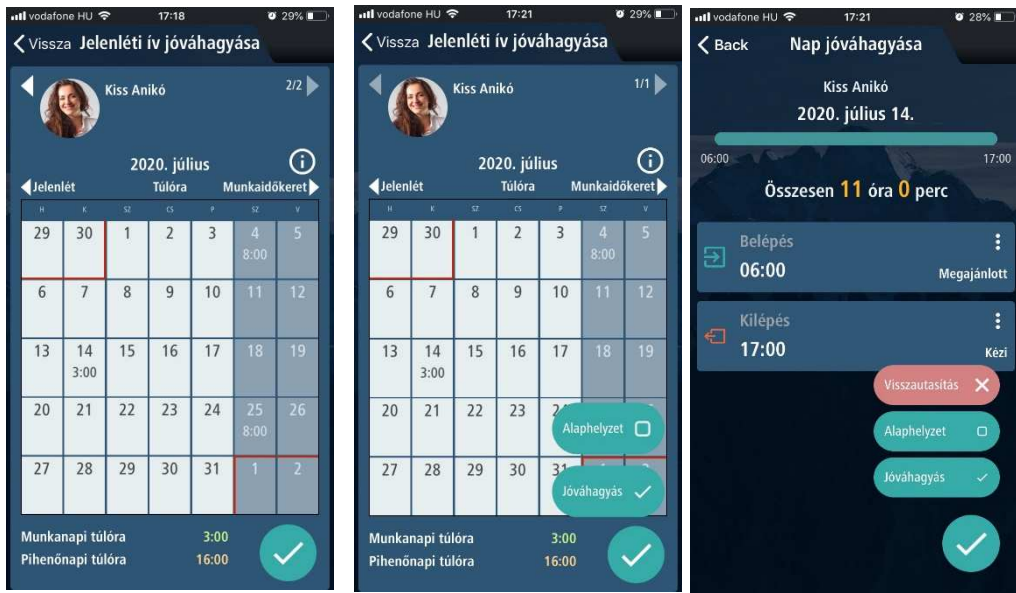 vodafone HU 17:18 29%
Vissza Jelenléti ív jóváhagyása
Kiss Anikó 2/2
2020. július
Jelenlét Túlóra Munkaidőkeret
H K SZ CS P SZ V
29 30 1 2 3 4 5
8:00
6 7 8 9 10 11 12
13 14 15 16 17 18 19
3:00
20 21 22 23 24 25 26
8:00
27 28 29 30 31 1 2
Munkanapi túlóra 3:00
Pihenőnapi túlóra 16:00
vodafone HU 17:21 29%
Vissza Jelenléti ív jóváhagyása
Kiss Anikó 1/1
2020. július
Jelenlét Túlóra Munkaidőkeret
H K SZ CS P SZ V
29 30 1 2 3 4 5
8:00
6 7 8 9 10 11 12
13 14 15 16 17 18 19
3:00
20 21 22 23
Alaphelyzet
27 28 29 30 31
Jóváhagyás
Munkanapi túlóra 3:00
Pihenőnapi túlóra 16:00
vodafone HU 17:21 28%
Back Nap jóváhagyása
Kiss Anikó
2020. július 14.
06:00 17:00
Összesen 11 óra 0 perc
Belépés
06:00 Megajánlott
Kilépés
17:00 Kézi
Visszautasítás
Alaphelyzet
Jóváhagyás